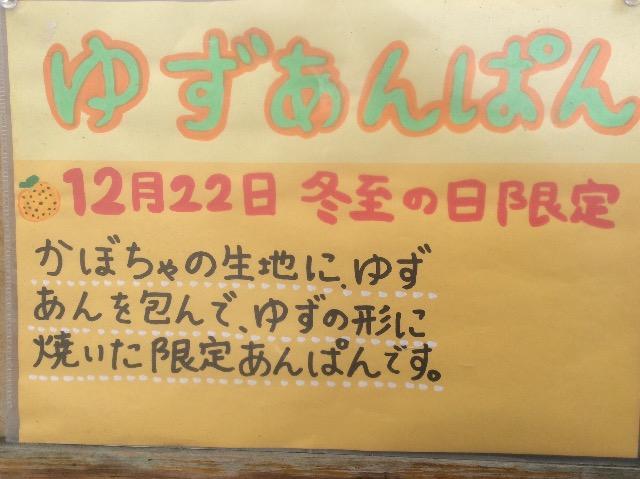 ゆずあんぱん
12月22日 冬至の日限定
かぼちゃの生地に、ゆず
あんを包んで、ゆずの形に
焼いた限定あんぱんです。